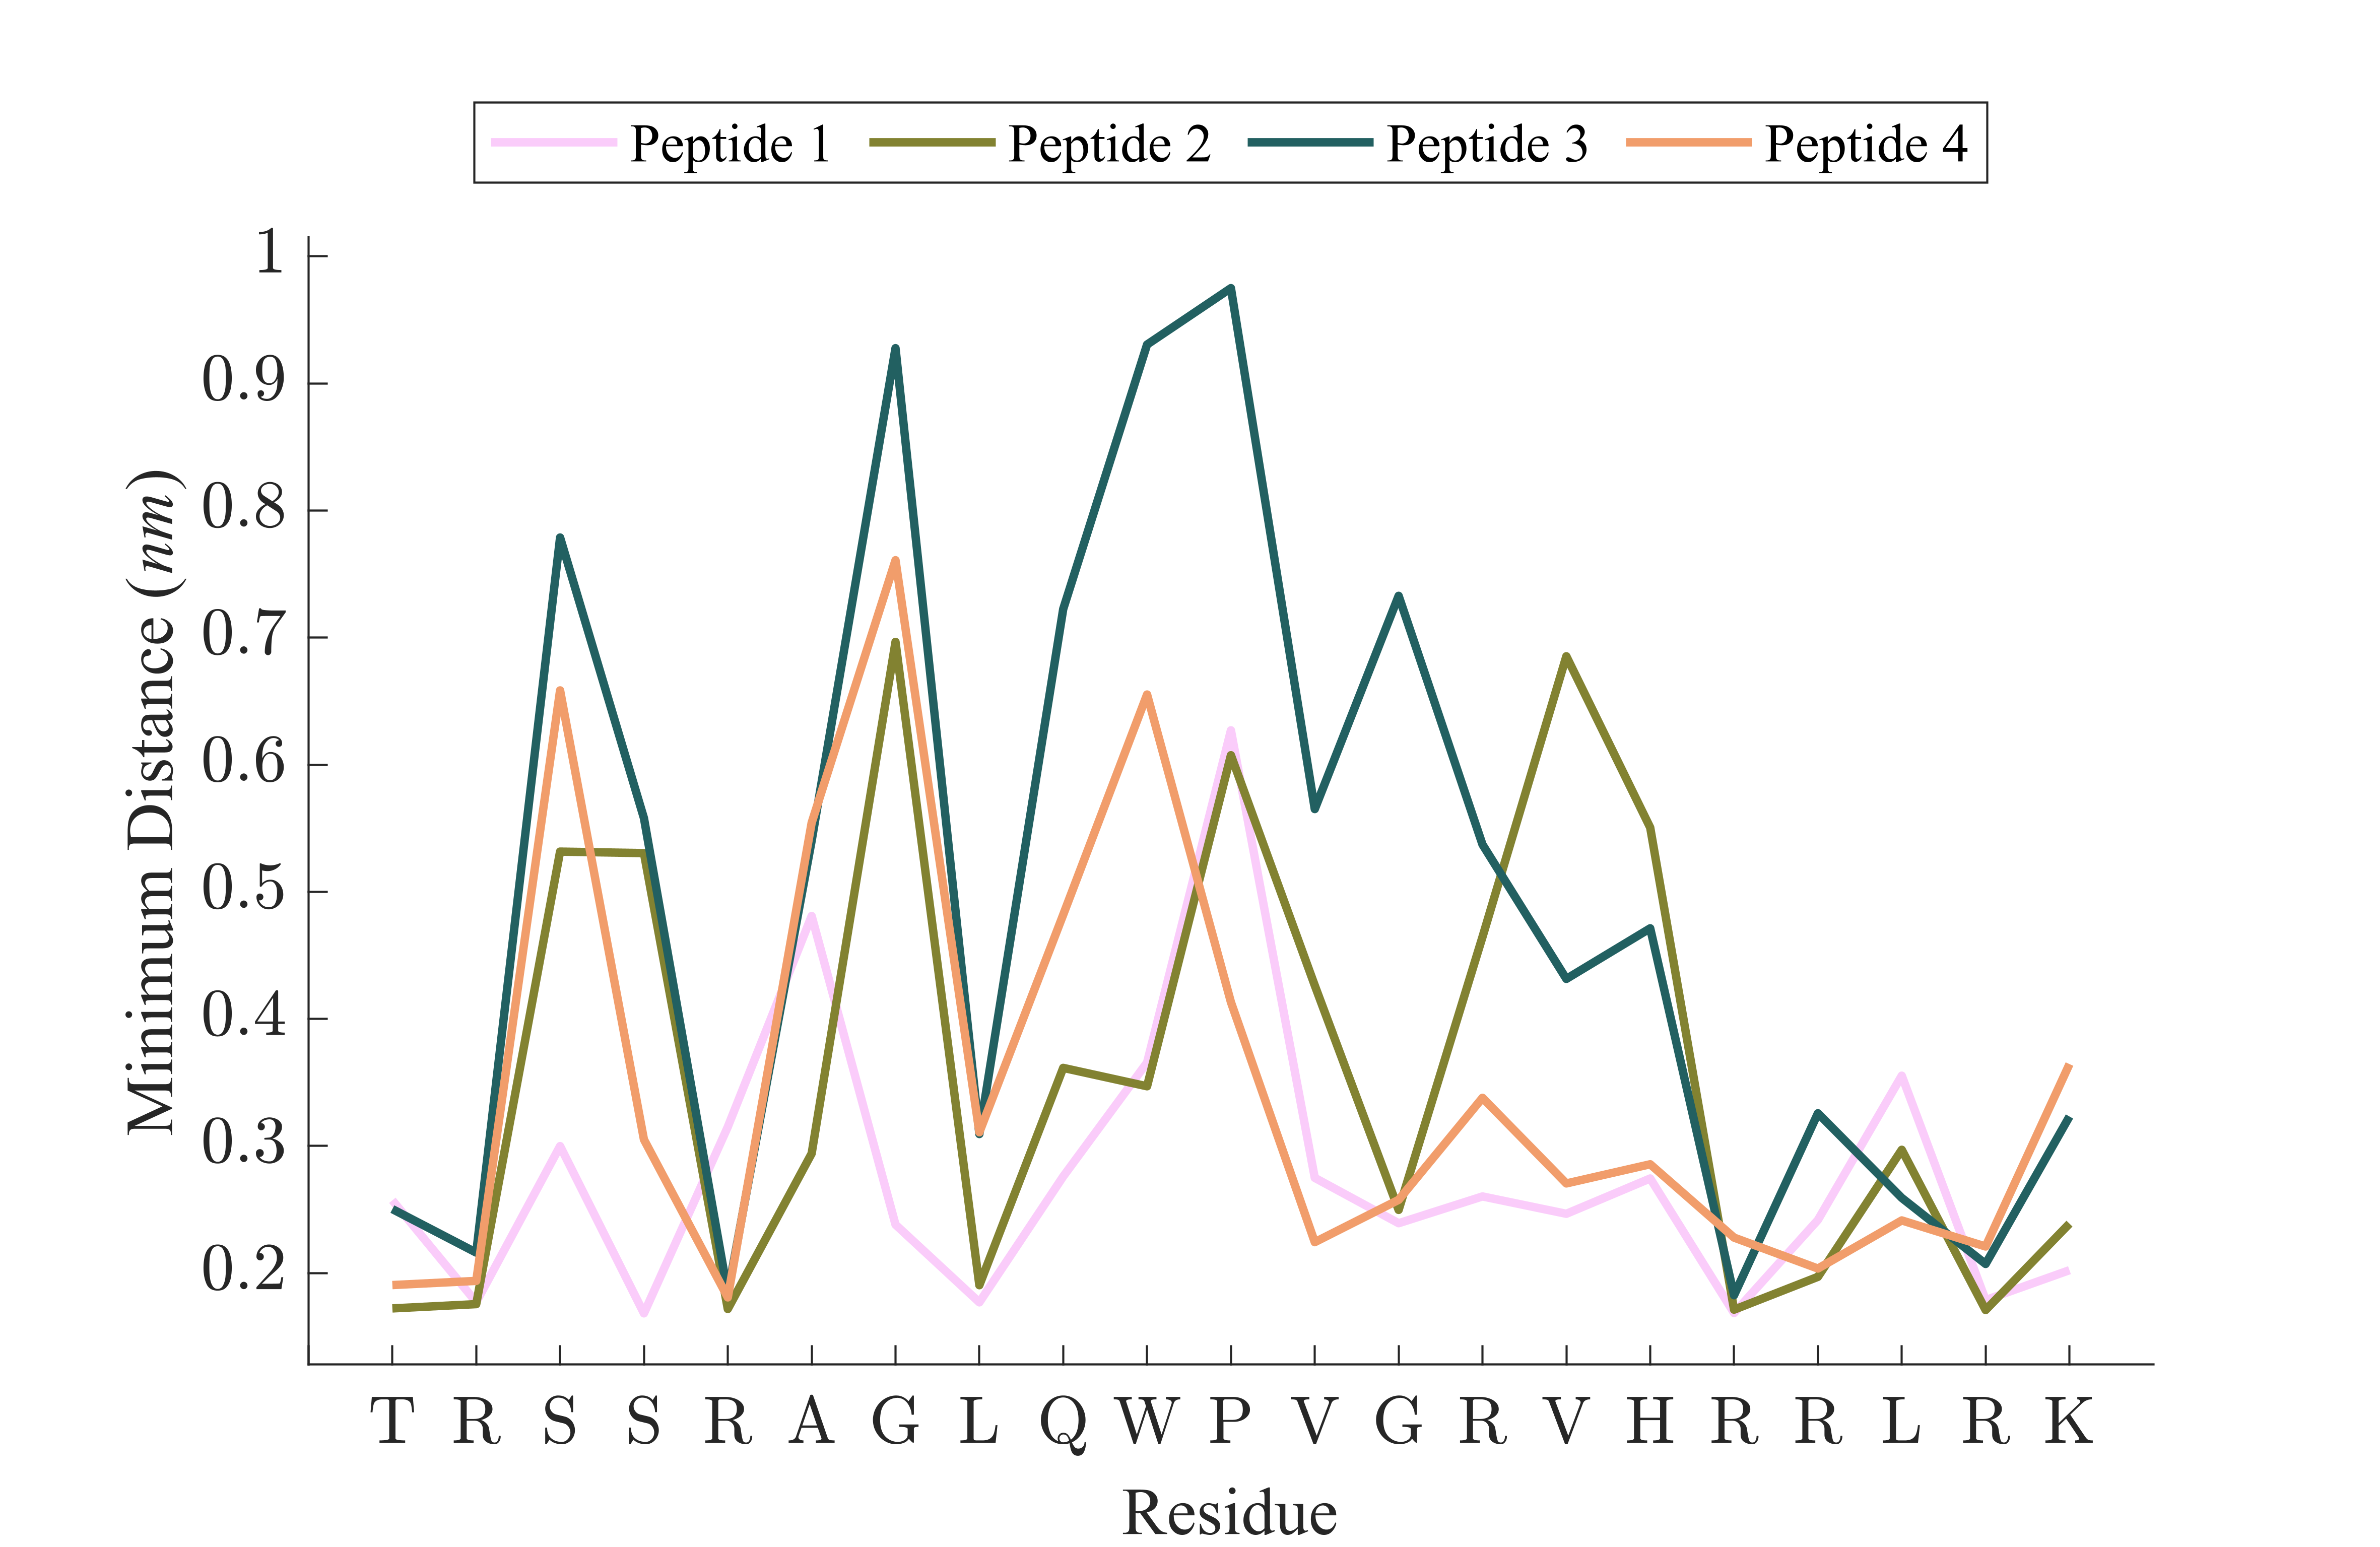 Peptide 1 Peptide 2 Peptide 3 Peptide 4
1
0.9
0.8
0.7
0.6
0.5
0.4
0.3
0.2
Minimum Distance (nm)
T R S S R A G L Q W P V G R V H R R L R K
Residue